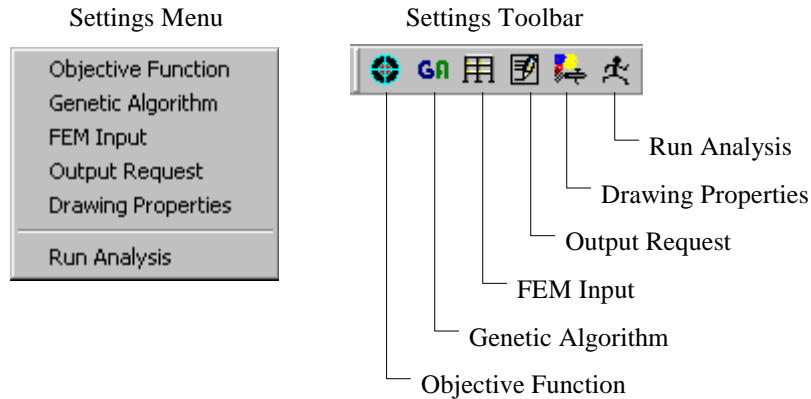 Settings Menu
Settings Toolbar
Objective Function
Genetic Algorithm
FEM Input
Output Request
Drawing Properties
Run Analysis
GA
Run Analysis
Drawing Properties
Output Request
FEM Input
Genetic Algorithm
Objective Function